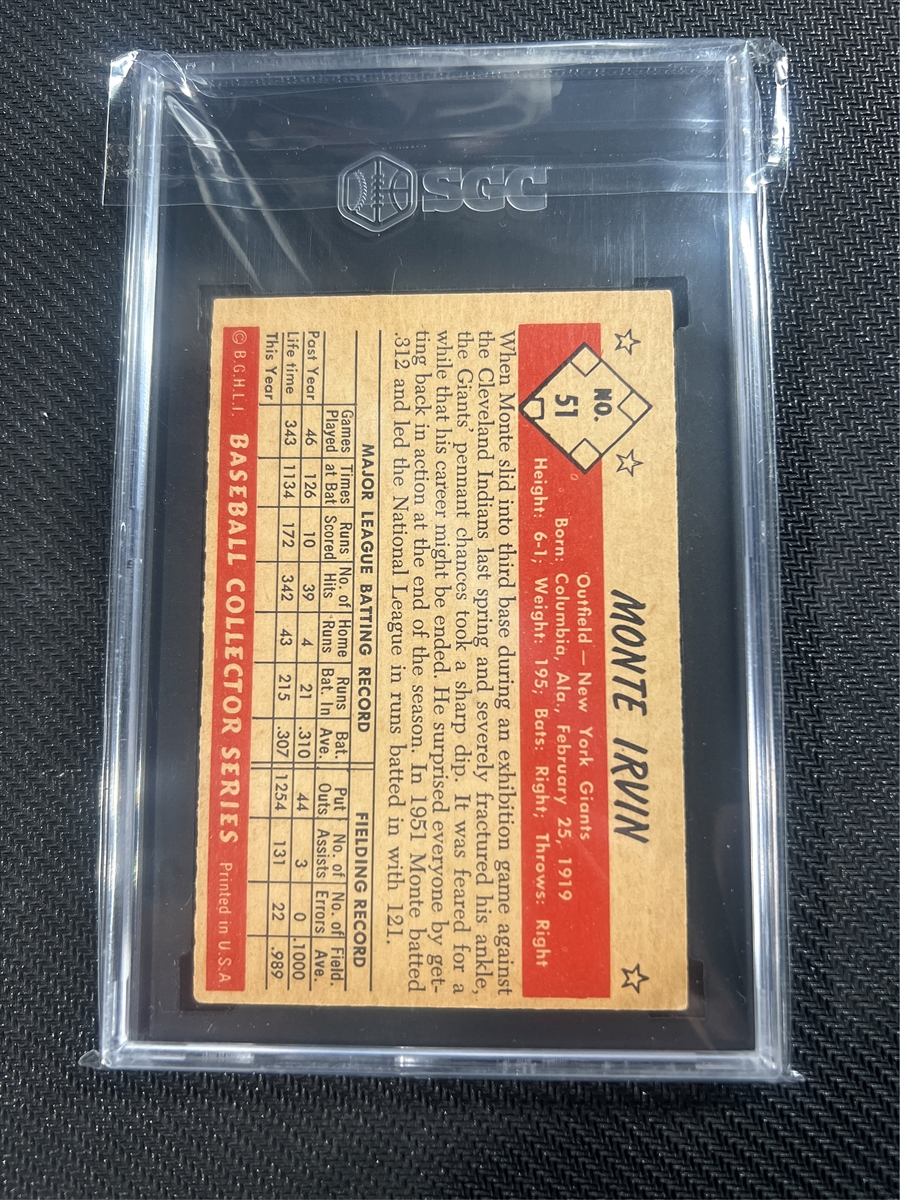 SGC
MONTE IRVIN
NO.
51
Outfield — New York Giants
Born: Columbia, Ala., February 25, 1919
Height: 6-1; Weight: 195; Bats: Right; Throws: Right
When Monte slid into third base during an exhibition game against
the Cleveland Indians last spring and severely fractured his ankle,
the Giants' pennant chances took a sharp dip. It was feared for a
while that his career might be ended. He surprised everyone by get-
ting back in action at the end of the season. In 1951 Monte batted
.312 and led the National League in runs batted in with 121.
MAJOR LEAGUE BATTING RECORD FIELDING RECORD
Games Times Runs No. of Home Runs Bat. Put No. of No. of Field.
Played at Bat Scored Hits Runs Bat. In Ave. Outs Assists Errors Ave.
Past Year 46 126 10 39 4 21 .310 44 3 0 .1000
Life time 343 1134 172 342 43 215 .307 1254 131 22 .989
This Year
© B.G.H.L.I. BASEBALL COLLECTOR SERIES Printed in U.S.A.